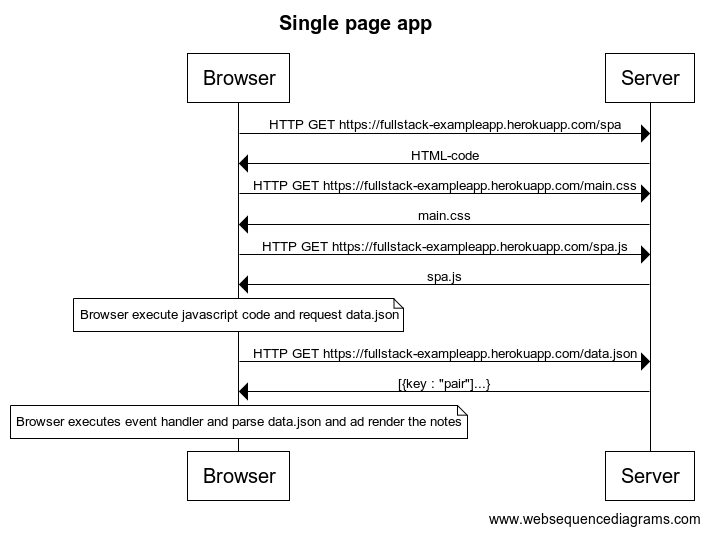 Single page app
Browser
Server
HTTP GET https://fullstack-exampleapp.herokuapp.com/spa
HTML-code
HTTP GET https://fullstack-exampleapp.herokuapp.com/main.css
main.css
HTTP GET https://fullstack-exampleapp.herokuapp.com/spa.js
spa.js
Browser execute javascript code and request data.json
HTTP GET https://fullstack-exampleapp.herokuapp.com/data.json
[{key : "pair"]...}
Browser executes event handler and parse data.json and ad render the notes
Browser
Server
www.websequencediagrams.com